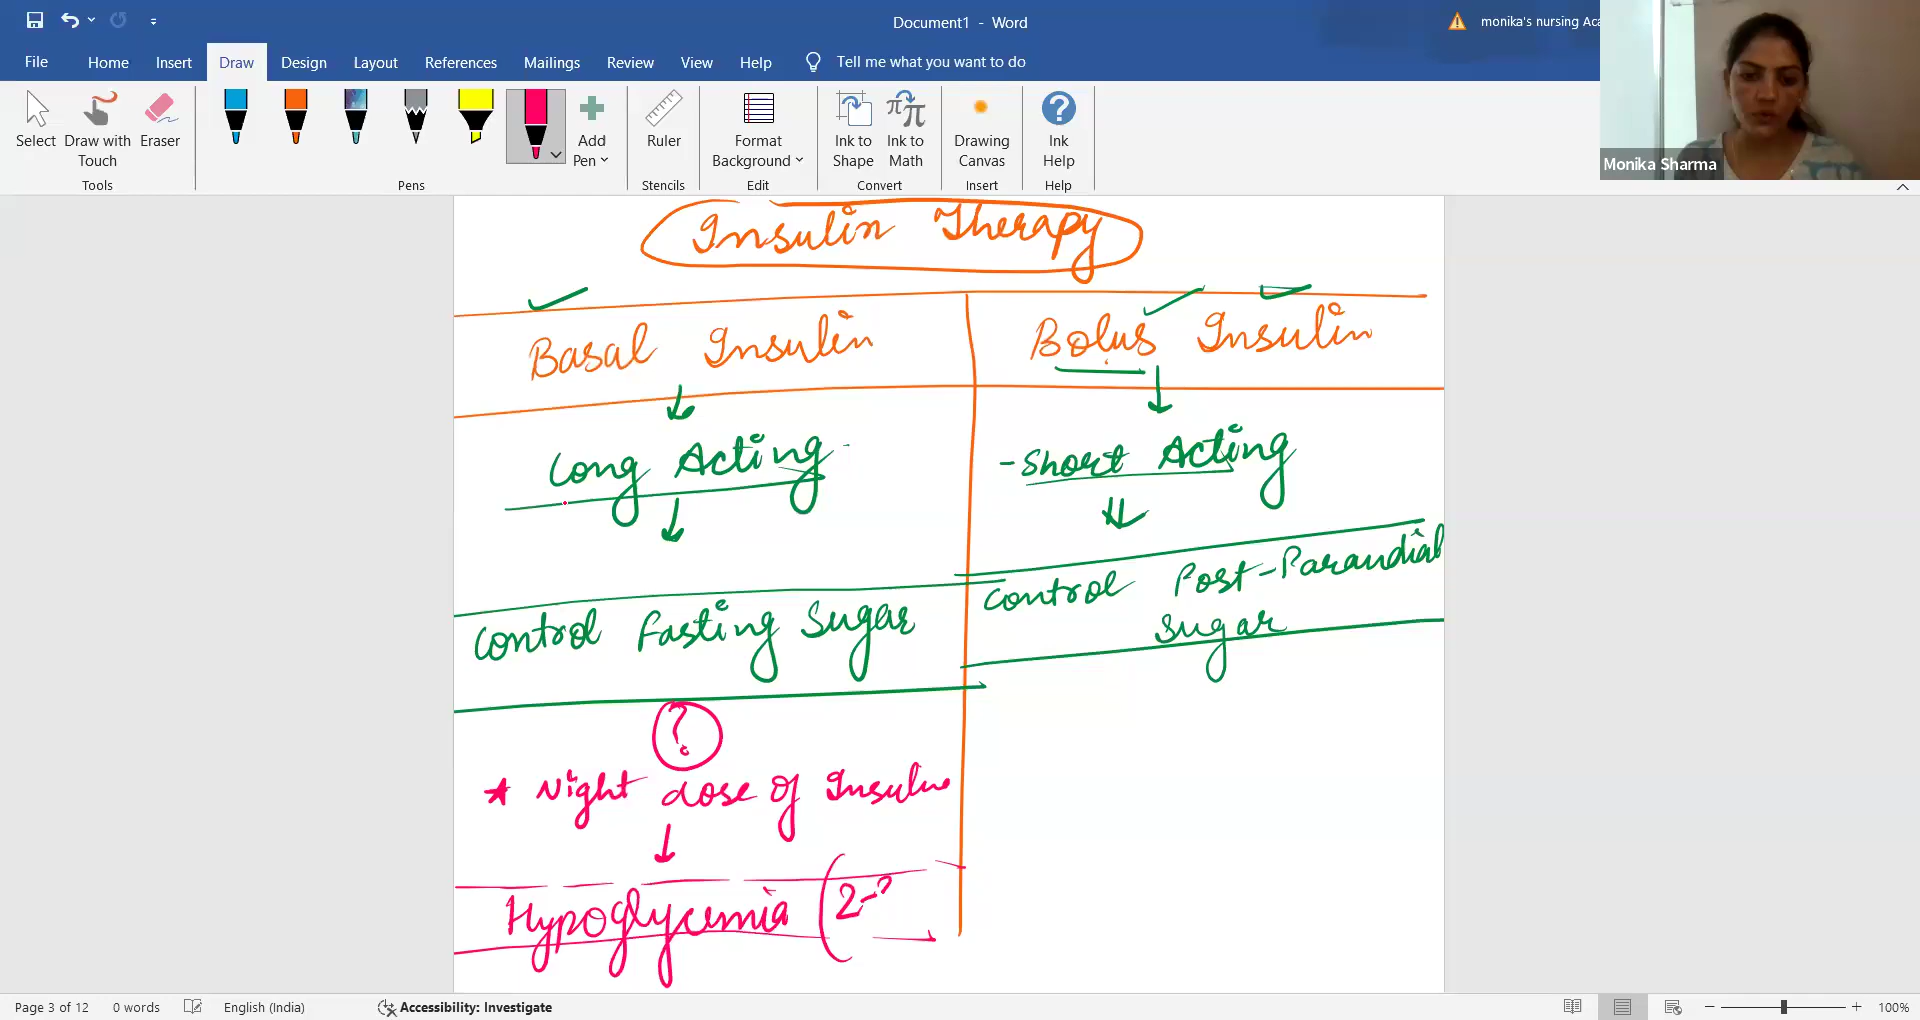 Document1 - Word
monika's nursing Aca
File Home Insert Draw Design Layout References Mailings Review View Help Tell me what you want to do
Select Draw with Touch Eraser
Add Pen
Ruler
Format Background
Ink to Shape Ink to Math
Drawing Canvas
Ink Help
Tools Pens Stencils Edit Convert Insert Help
Monika Sharma
Insulin Therapy
Basal Insulin
Bolus Insulin
Long Acting
- Short Acting
Control Fasting Sugar
Control Post-Parandial
Sugar
?
* Night dose of Insuline
Hypoglycemia (2-?
Page 3 of 12 0 words English (India) Accessibility: Investigate 100%